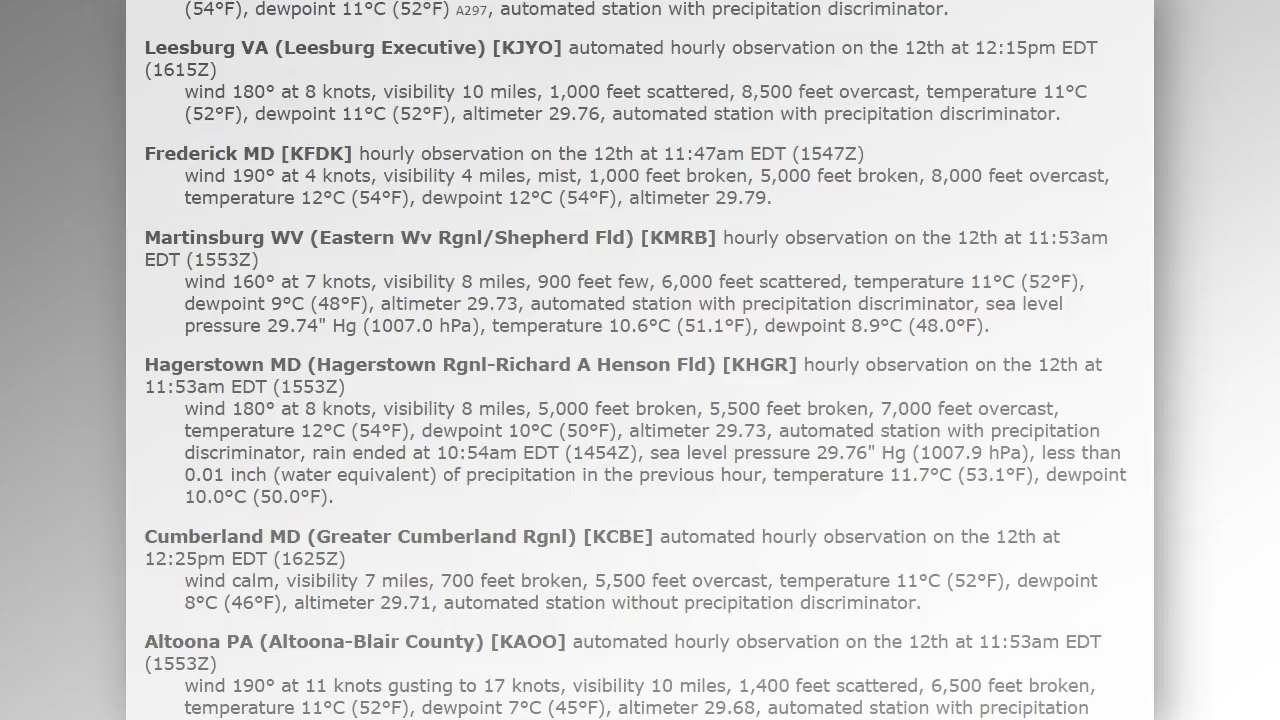 (54°F), dewpoint 11°C (52°F) A297, automated station with precipitation discriminator.
Leesburg VA (Leesburg Executive) [KJYO] automated hourly observation on the 12th at 12:15pm EDT
(1615Z)
wind 180° at 8 knots, visibility 10 miles, 1,000 feet scattered, 8,500 feet overcast, temperature 11°C
(52°F), dewpoint 11°C (52°F), altimeter 29.76, automated station with precipitation discriminator.
Frederick MD [KFDK] hourly observation on the 12th at 11:47am EDT (1547Z)
wind 190° at 4 knots, visibility 4 miles, mist, 1,000 feet broken, 5,000 feet broken, 8,000 feet overcast,
temperature 12°C (54°F), dewpoint 12°C (54°F), altimeter 29.79.
Martinsburg WV (Eastern Wv Rgnl/Shepherd Fld) [KMRB] hourly observation on the 12th at 11:53am
EDT (1553Z)
wind 160° at 7 knots, visibility 8 miles, 900 feet few, 6,000 feet scattered, temperature 11°C (52°F),
dewpoint 9°C (48°F), altimeter 29.73, automated station with precipitation discriminator, sea level
pressure 29.74" Hg (1007.0 hPa), temperature 10.6°C (51.1°F), dewpoint 8.9°C (48.0°F).
Hagerstown MD (Hagerstown Rgnl-Richard A Henson Fld) [KHGR] hourly observation on the 12th at
11:53am EDT (1553Z)
wind 180° at 8 knots, visibility 8 miles, 5,000 feet broken, 5,500 feet broken, 7,000 feet overcast,
temperature 12°C (54°F), dewpoint 10°C (50°F), altimeter 29.73, automated station with precipitation
discriminator, rain ended at 10:54am EDT (1454Z), sea level pressure 29.76" Hg (1007.9 hPa), less than
0.01 inch (water equivalent) of precipitation in the previous hour, temperature 11.7°C (53.1°F), dewpoint
10.0°C (50.0°F).
Cumberland MD (Greater Cumberland Rgnl) [KCBE] automated hourly observation on the 12th at
12:25pm EDT (1625Z)
wind calm, visibility 7 miles, 700 feet broken, 5,500 feet overcast, temperature 11°C (52°F), dewpoint
8°C (46°F), altimeter 29.71, automated station without precipitation discriminator.
Altoona PA (Altoona-Blair County) [KAOO] automated hourly observation on the 12th at 11:53am EDT
(1553Z)
wind 190° at 11 knots gusting to 17 knots, visibility 10 miles, 1,400 feet scattered, 6,500 feet broken,
temperature 11°C (52°F), dewpoint 7°C (45°F), altimeter 29.68, automated station with precipitation